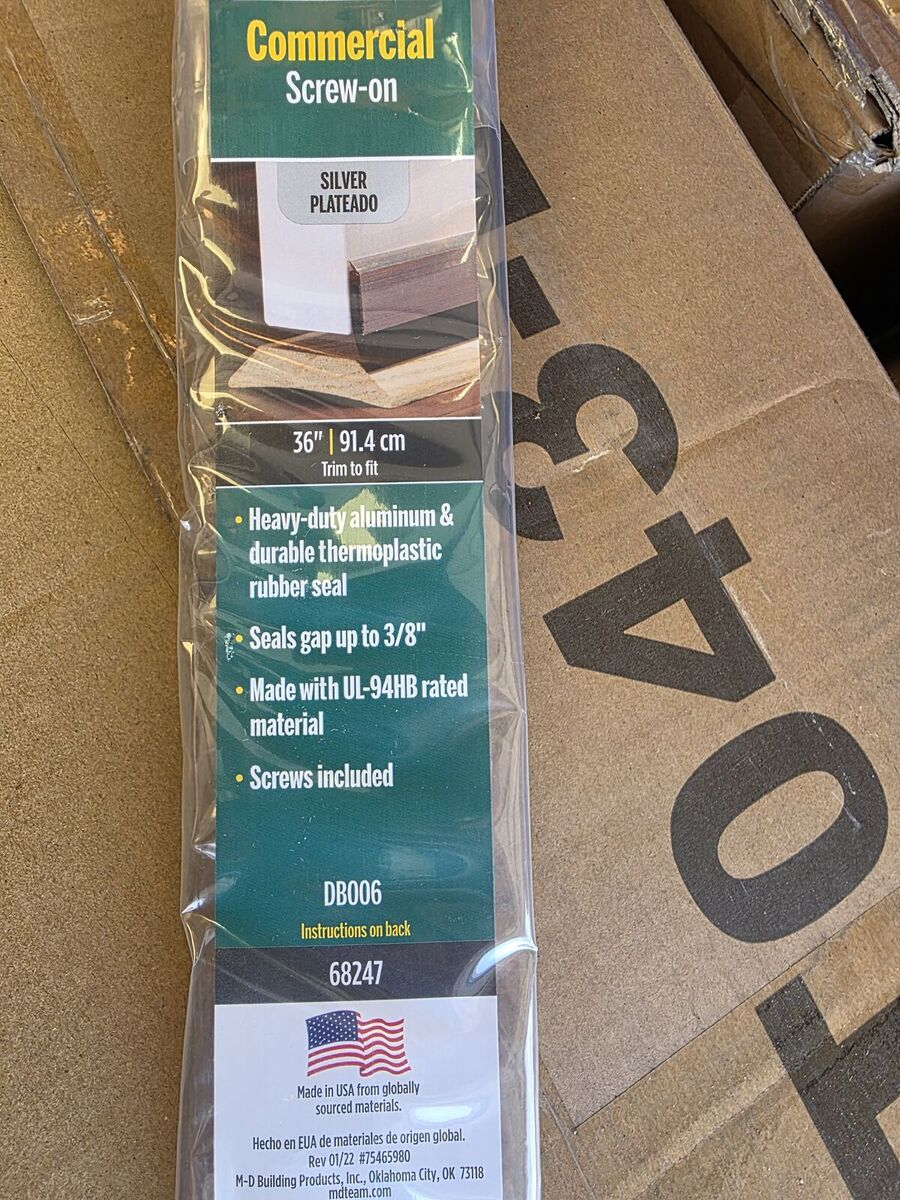 Commercial
Screw-on
SILVER
PLATEADO
36" | 91.4 cm
Trim to fit
• Heavy-duty aluminum &
durable thermoplastic
rubber seal
• Seals gap up to 3/8"
• Made with UL-94HB rated
material
• Screws included
DB006
Instructions on back
68247
Made in USA from globally
sourced materials.
Hecho en EUA de materiales de origen global.
Rev 01/22 #75465980
M-D Building Products, Inc., Oklahoma City, OK 73118
mdteam.com
340